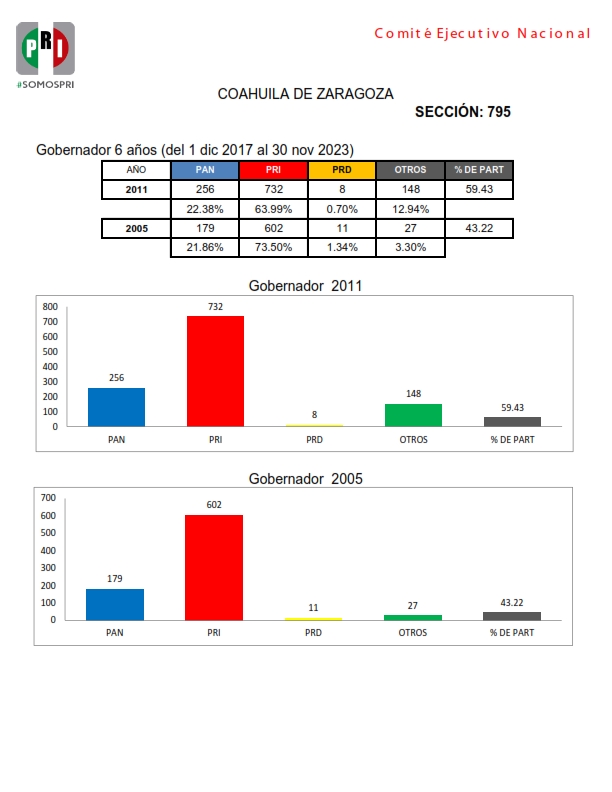 Comité Ejecutivo Nacional
PRI
#SOMOSPRI
COAHUILA DE ZARAGOZA
SECCIÓN: 795
Gobernador 6 años (del 1 dic 2017 al 30 nov 2023)
AÑO PAN PRI PRD OTROS % DE PART
2011 256 732 8 148 59.43
22.38% 63.99% 0.70% 12.94%
2005 179 602 11 27 43.22
21.86% 73.50% 1.34% 3.30%
Gobernador 2011
800
700
600
500
400
300
200
100
0
256
732
8
148
59.43
PAN PRI PRD OTROS % DE PART
Gobernador 2005
700
600
500
400
300
200
100
0
179
602
11
27
43.22
PAN PRI PRD OTROS % DE PART